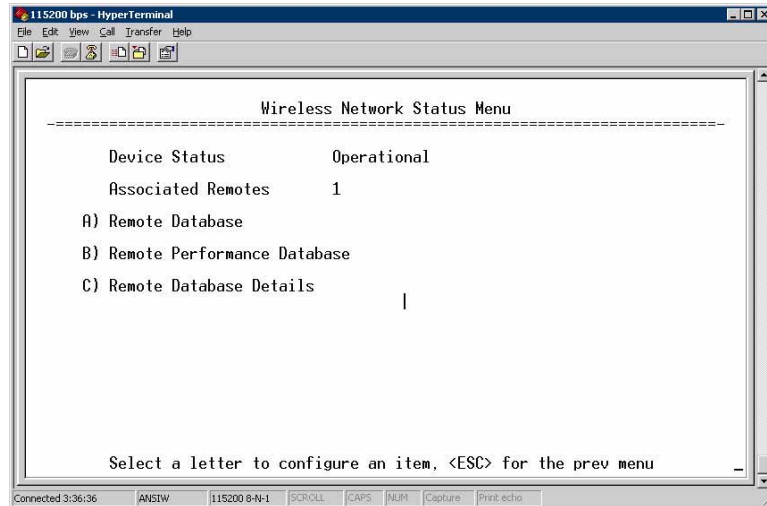 115200 bps - HyperTerminal
File Edit View Call Transfer Help
Wireless Network Status Menu
-==========================================================================-
Device Status Operational
Associated Remotes 1
A) Remote Database
B) Remote Performance Database
C) Remote Database Details
Select a letter to configure an item, <ESC> for the prev menu
Connected 3:36:36 ANSIW 115200 8-N-1 SCROLL CAPS NUM Capture Print echo